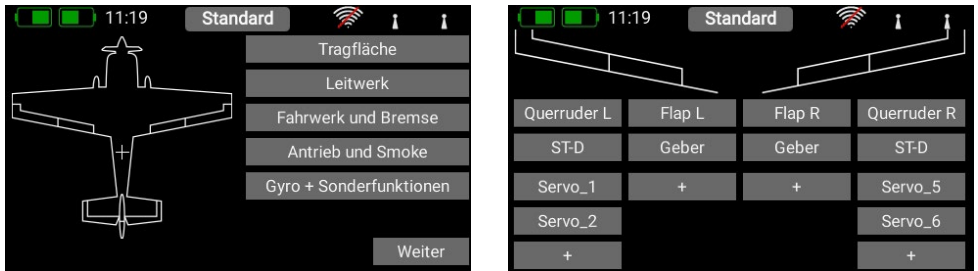 11:19 Standard
Tragfläche
Leitwerk
Fahrwerk und Bremse
Antrieb und Smoke
Gyro + Sonderfunktionen
Weiter
11:19 Standard
Querruder L Flap L Flap R Querruder R
ST-D Geber Geber ST-D
Servo_1 + + Servo_5
Servo_2 Servo_6
+ +